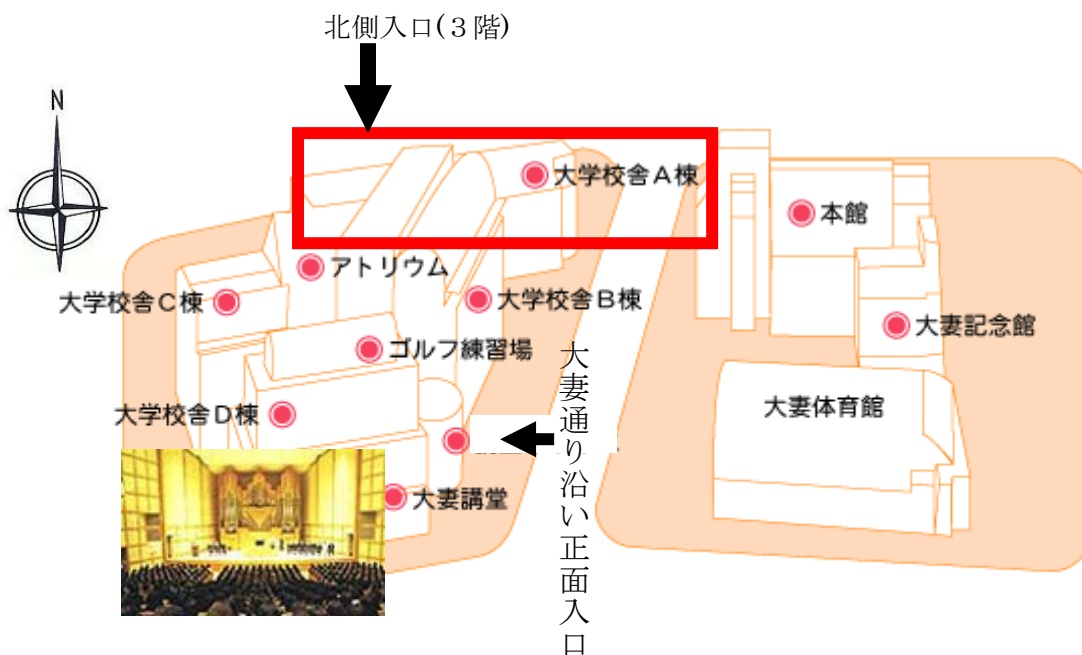 北側入口(３階)
N
大学校舎Ａ棟
本館
アトリウム
大学校舎Ｃ棟
大学校舎Ｂ棟
大妻記念館
ゴルフ練習場
大妻体育館
大学校舎Ｄ棟
大妻通り沿い正面入口
大妻講堂